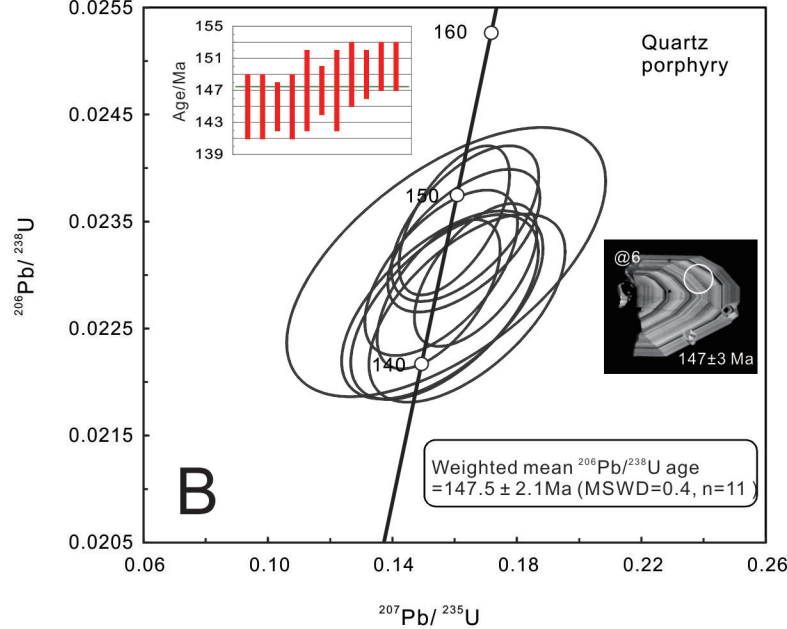 0.0255
0.0245
0.0235
0.0225
0.0215
0.0205
206Pb/ 238U
155
151
147
143
139
Age/Ma
160
150
140
Quartz
porphyry
@6
147±3 Ma
B
Weighted mean 206Pb/238U age
=147.5 ± 2.1Ma (MSWD=0.4, n=11)
0.06
0.10
0.14
0.18
0.22
0.26
207Pb/ 235U